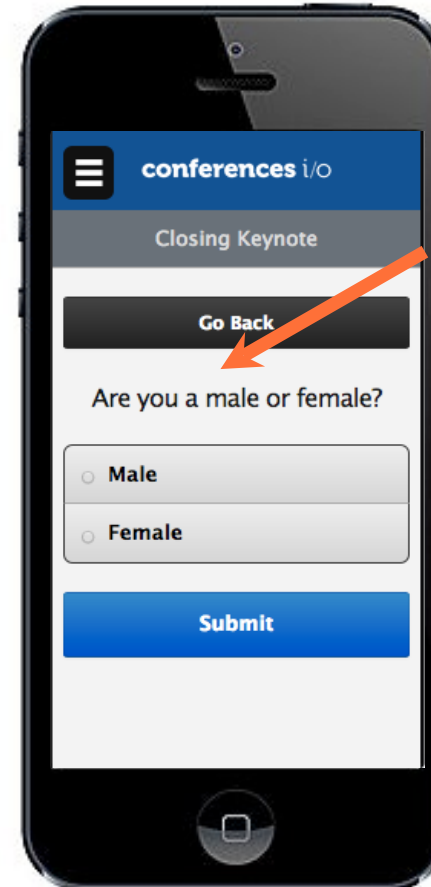 conferences i/o
Closing Keynote
Go Back
Are you a male or female?
Male
Female
Submit